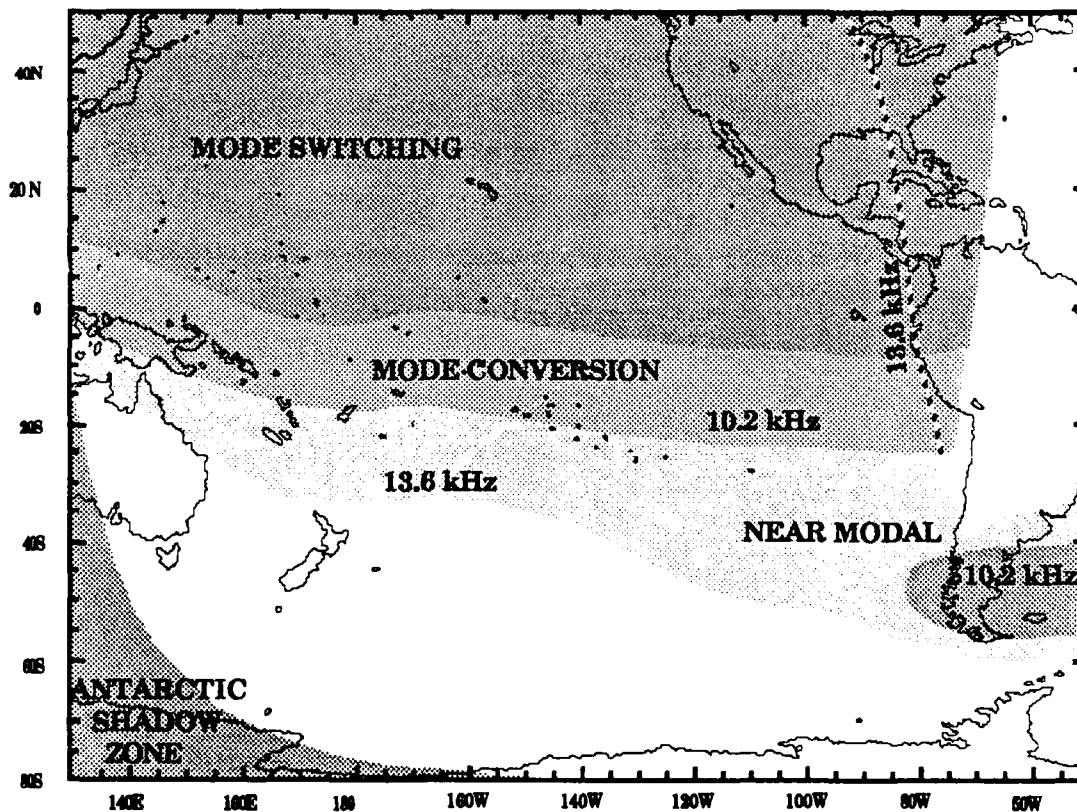 40N
MODE SWITCHING
20 N
13.6 kHz
0
MODE CONVERSION
10.2 kHz
20S
13.6 kHz
NEAR MODAL
40S
10.2 kHz
60S
ANTARCTIC
SHADOW
ZONE
80S
140E 160E 180 160W 140W 120W 100W 80W 60W